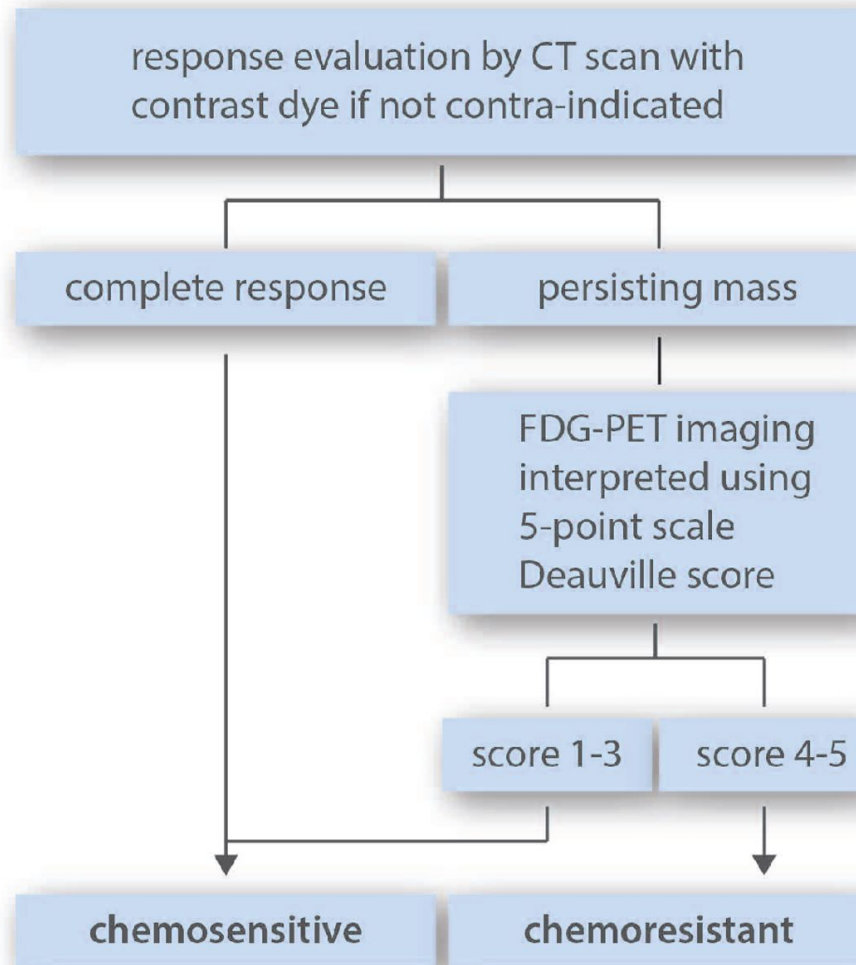 response evaluation by CT scan with
contrast dye if not contra-indicated
complete response
persisting mass
FDG-PET imaging
interpreted using
5-point scale
Deauville score
score 1-3
score 4-5
chemosensitive
chemoresistant